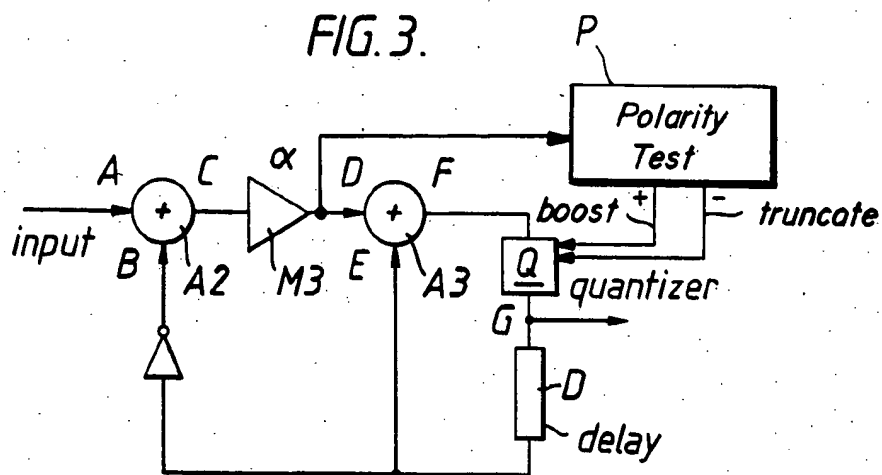 FIG. 3.
P
Polarity
Test
α
A
C
D
F
+
+
+
-
boost
truncate
input
B
A2
M3
E
A3
Q
quantizer
G
D
delay